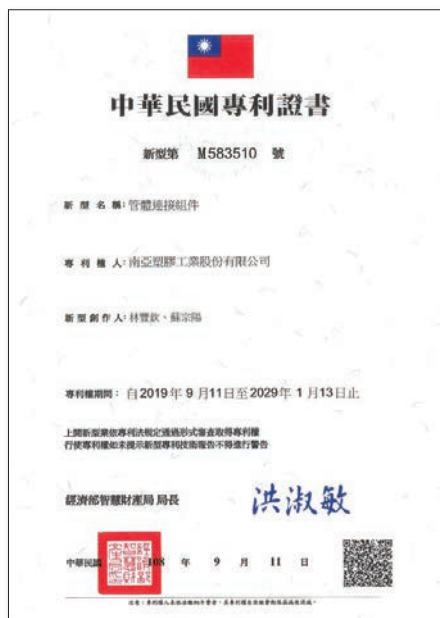 中華民國專利證書
新型第 M583510 號
新型名稱：管體連接組件
專利權人：南亞塑膠工業股份有限公司
新型創作人：林豐欽、蘇宗陽
專利權期間：自2019年9月11日至2029年1月13日止
上開新型業依專利法規定通過形式審查取得專利權
行使專利權如未提示新型專利技術報告不得進行警告
經濟部智慧財產局 局長 洪淑敏
中華民國 108 年 9 月 11 日